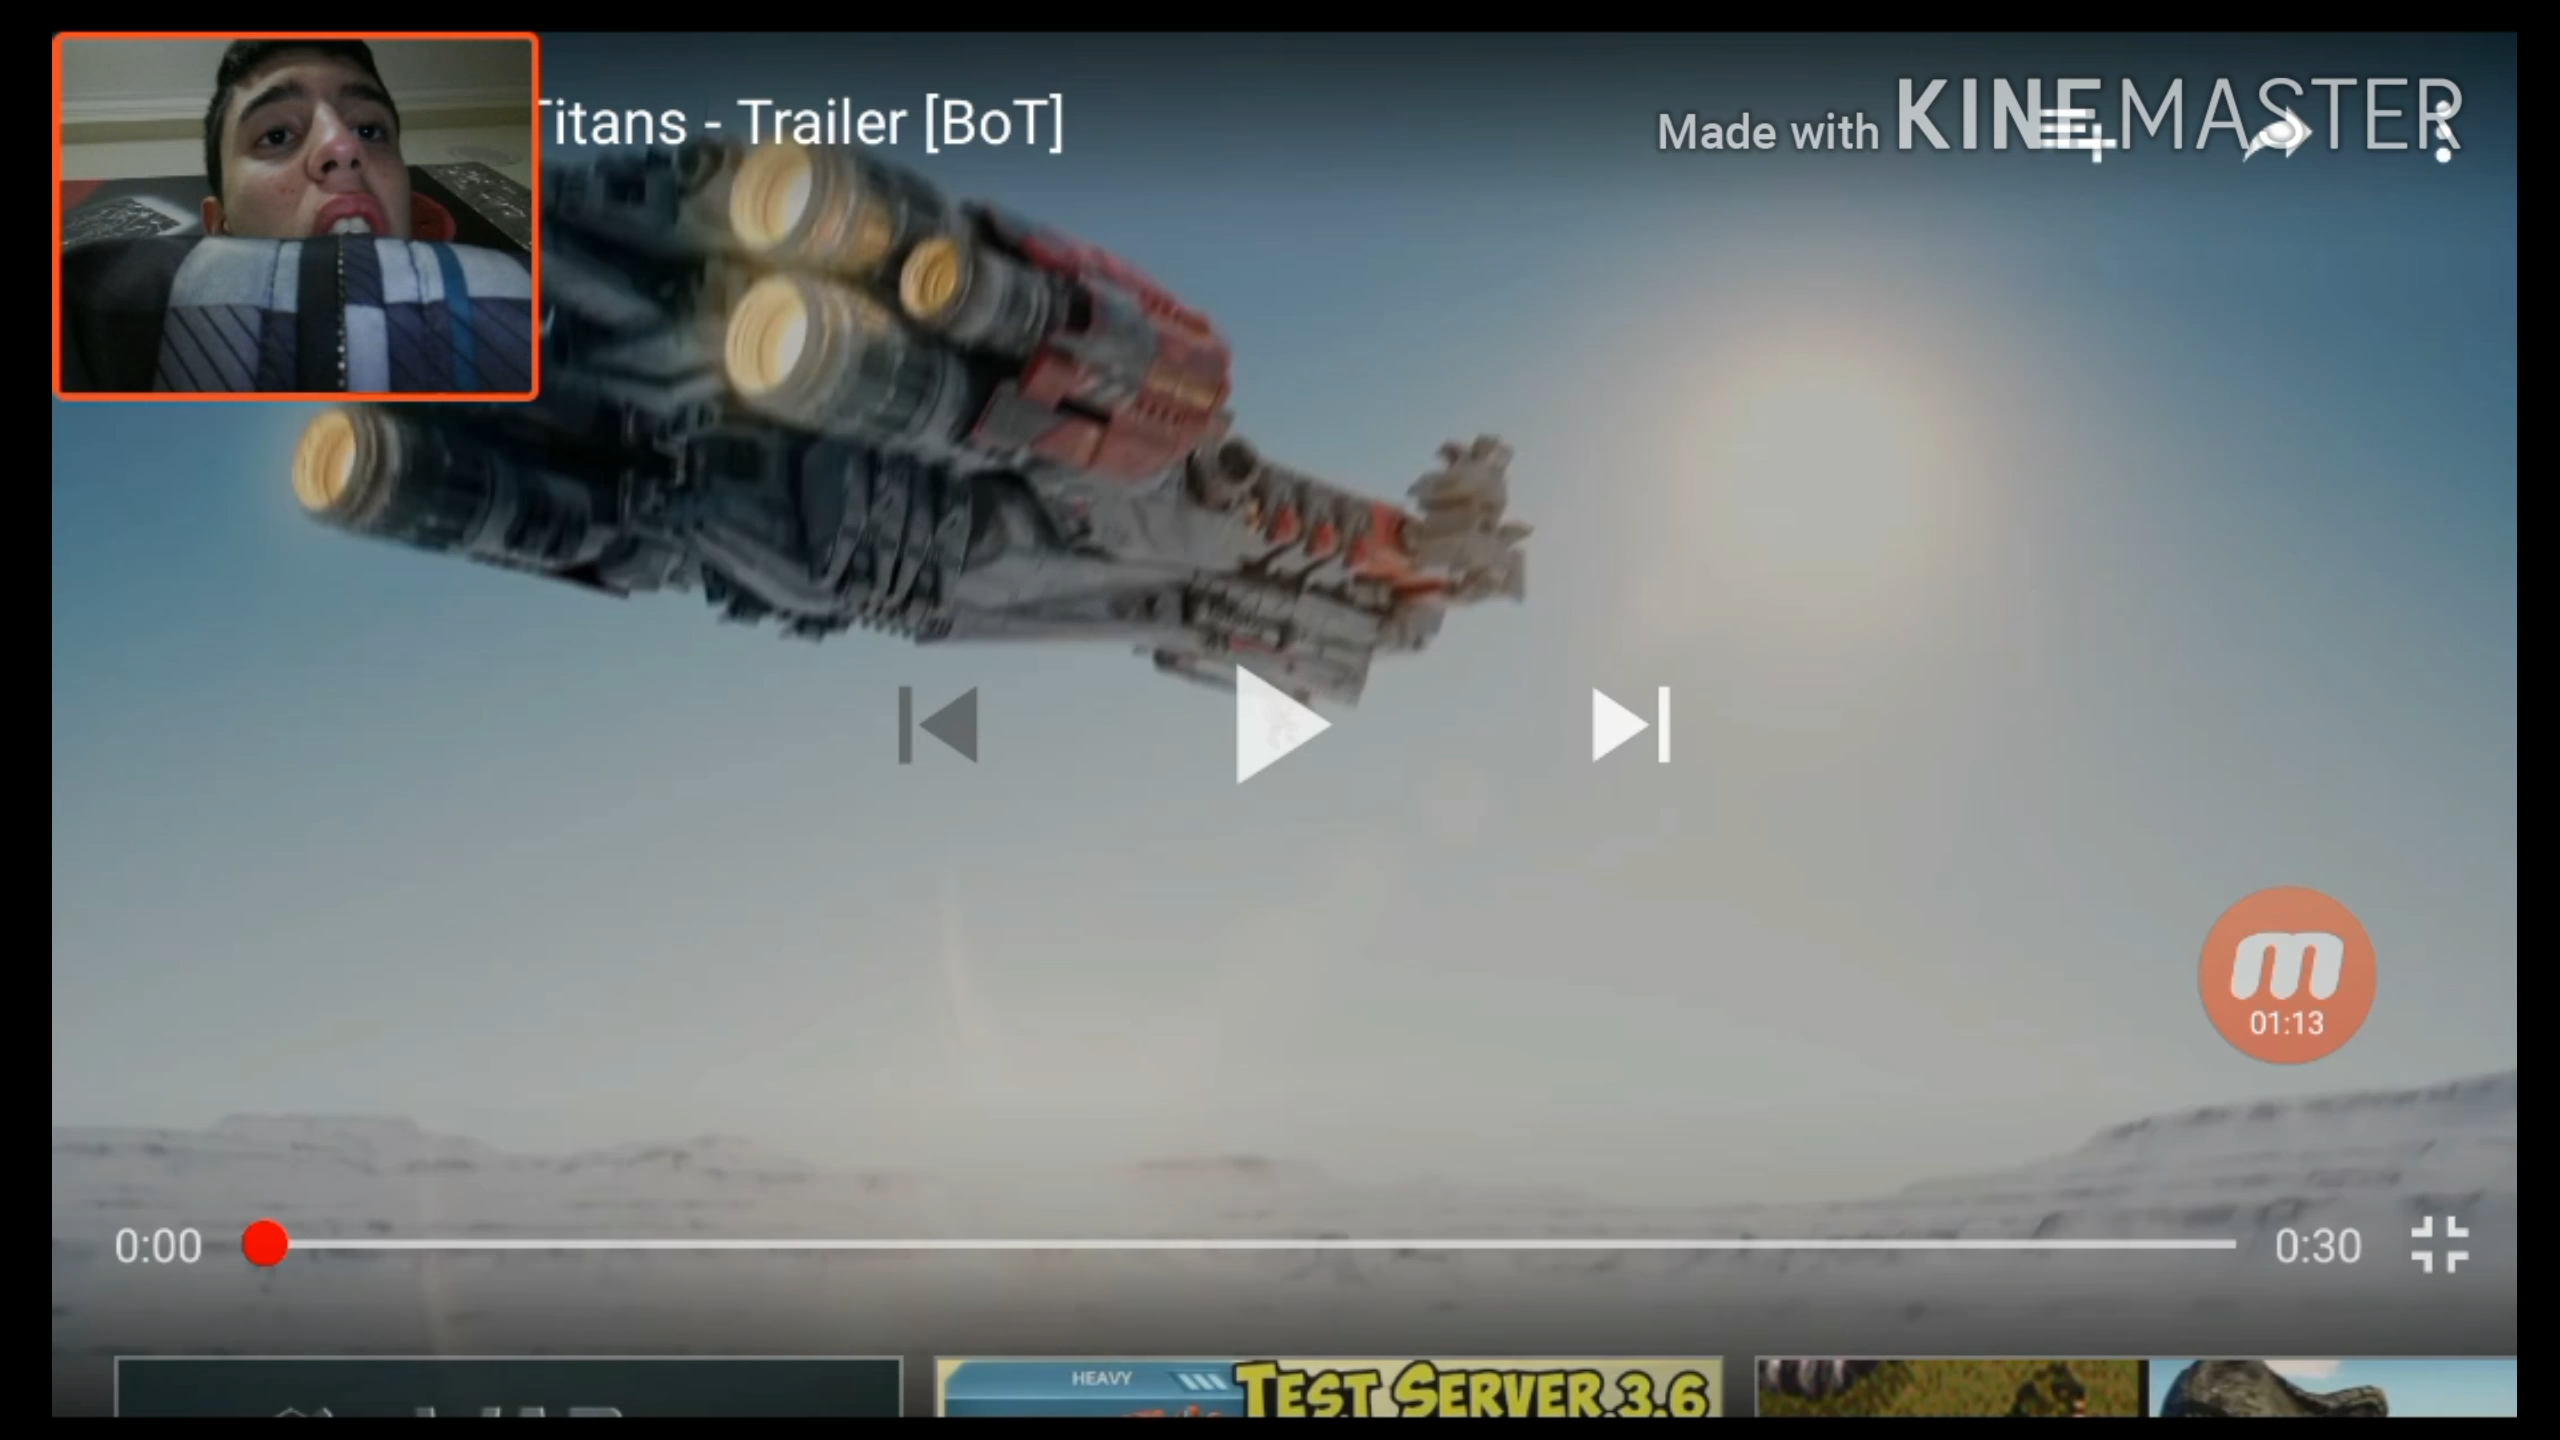 Titans - Trailer [BoT]
Made with KINEMASTER
m
01:13
0:00
0:30
HEAVY
TEST SERVER 3.6